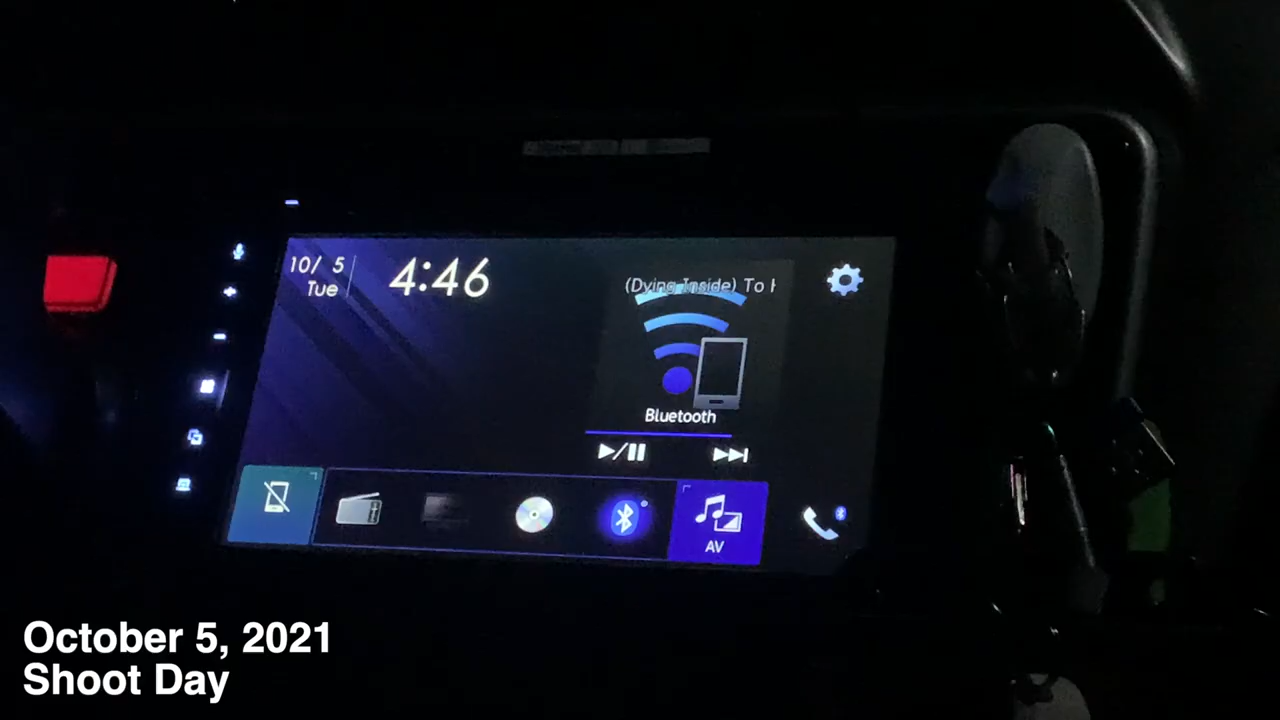 10/ 5
Tue
4:46
(Dying Inside) To H
Bluetooth
AV
October 5, 2021
Shoot Day